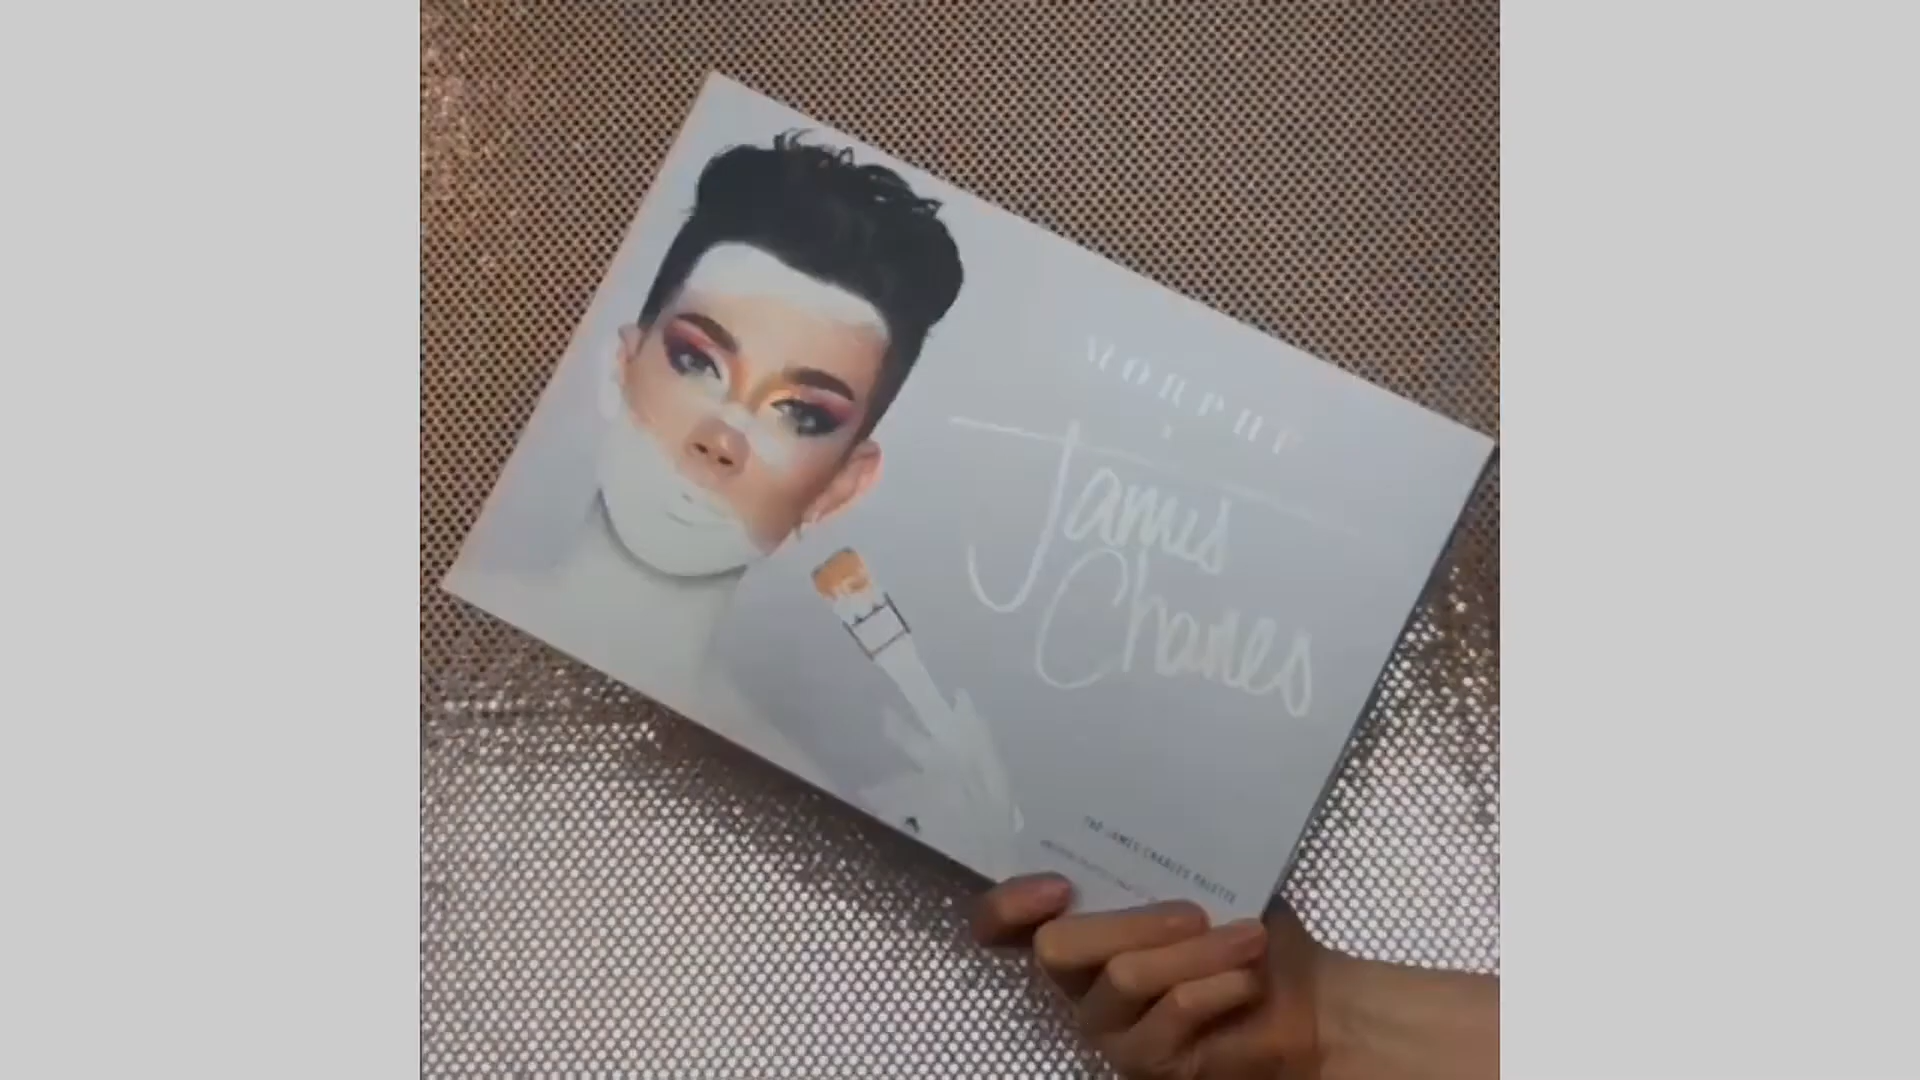 MORPHE
X
James
Charles
THE JAMES CHARLES PALETTE